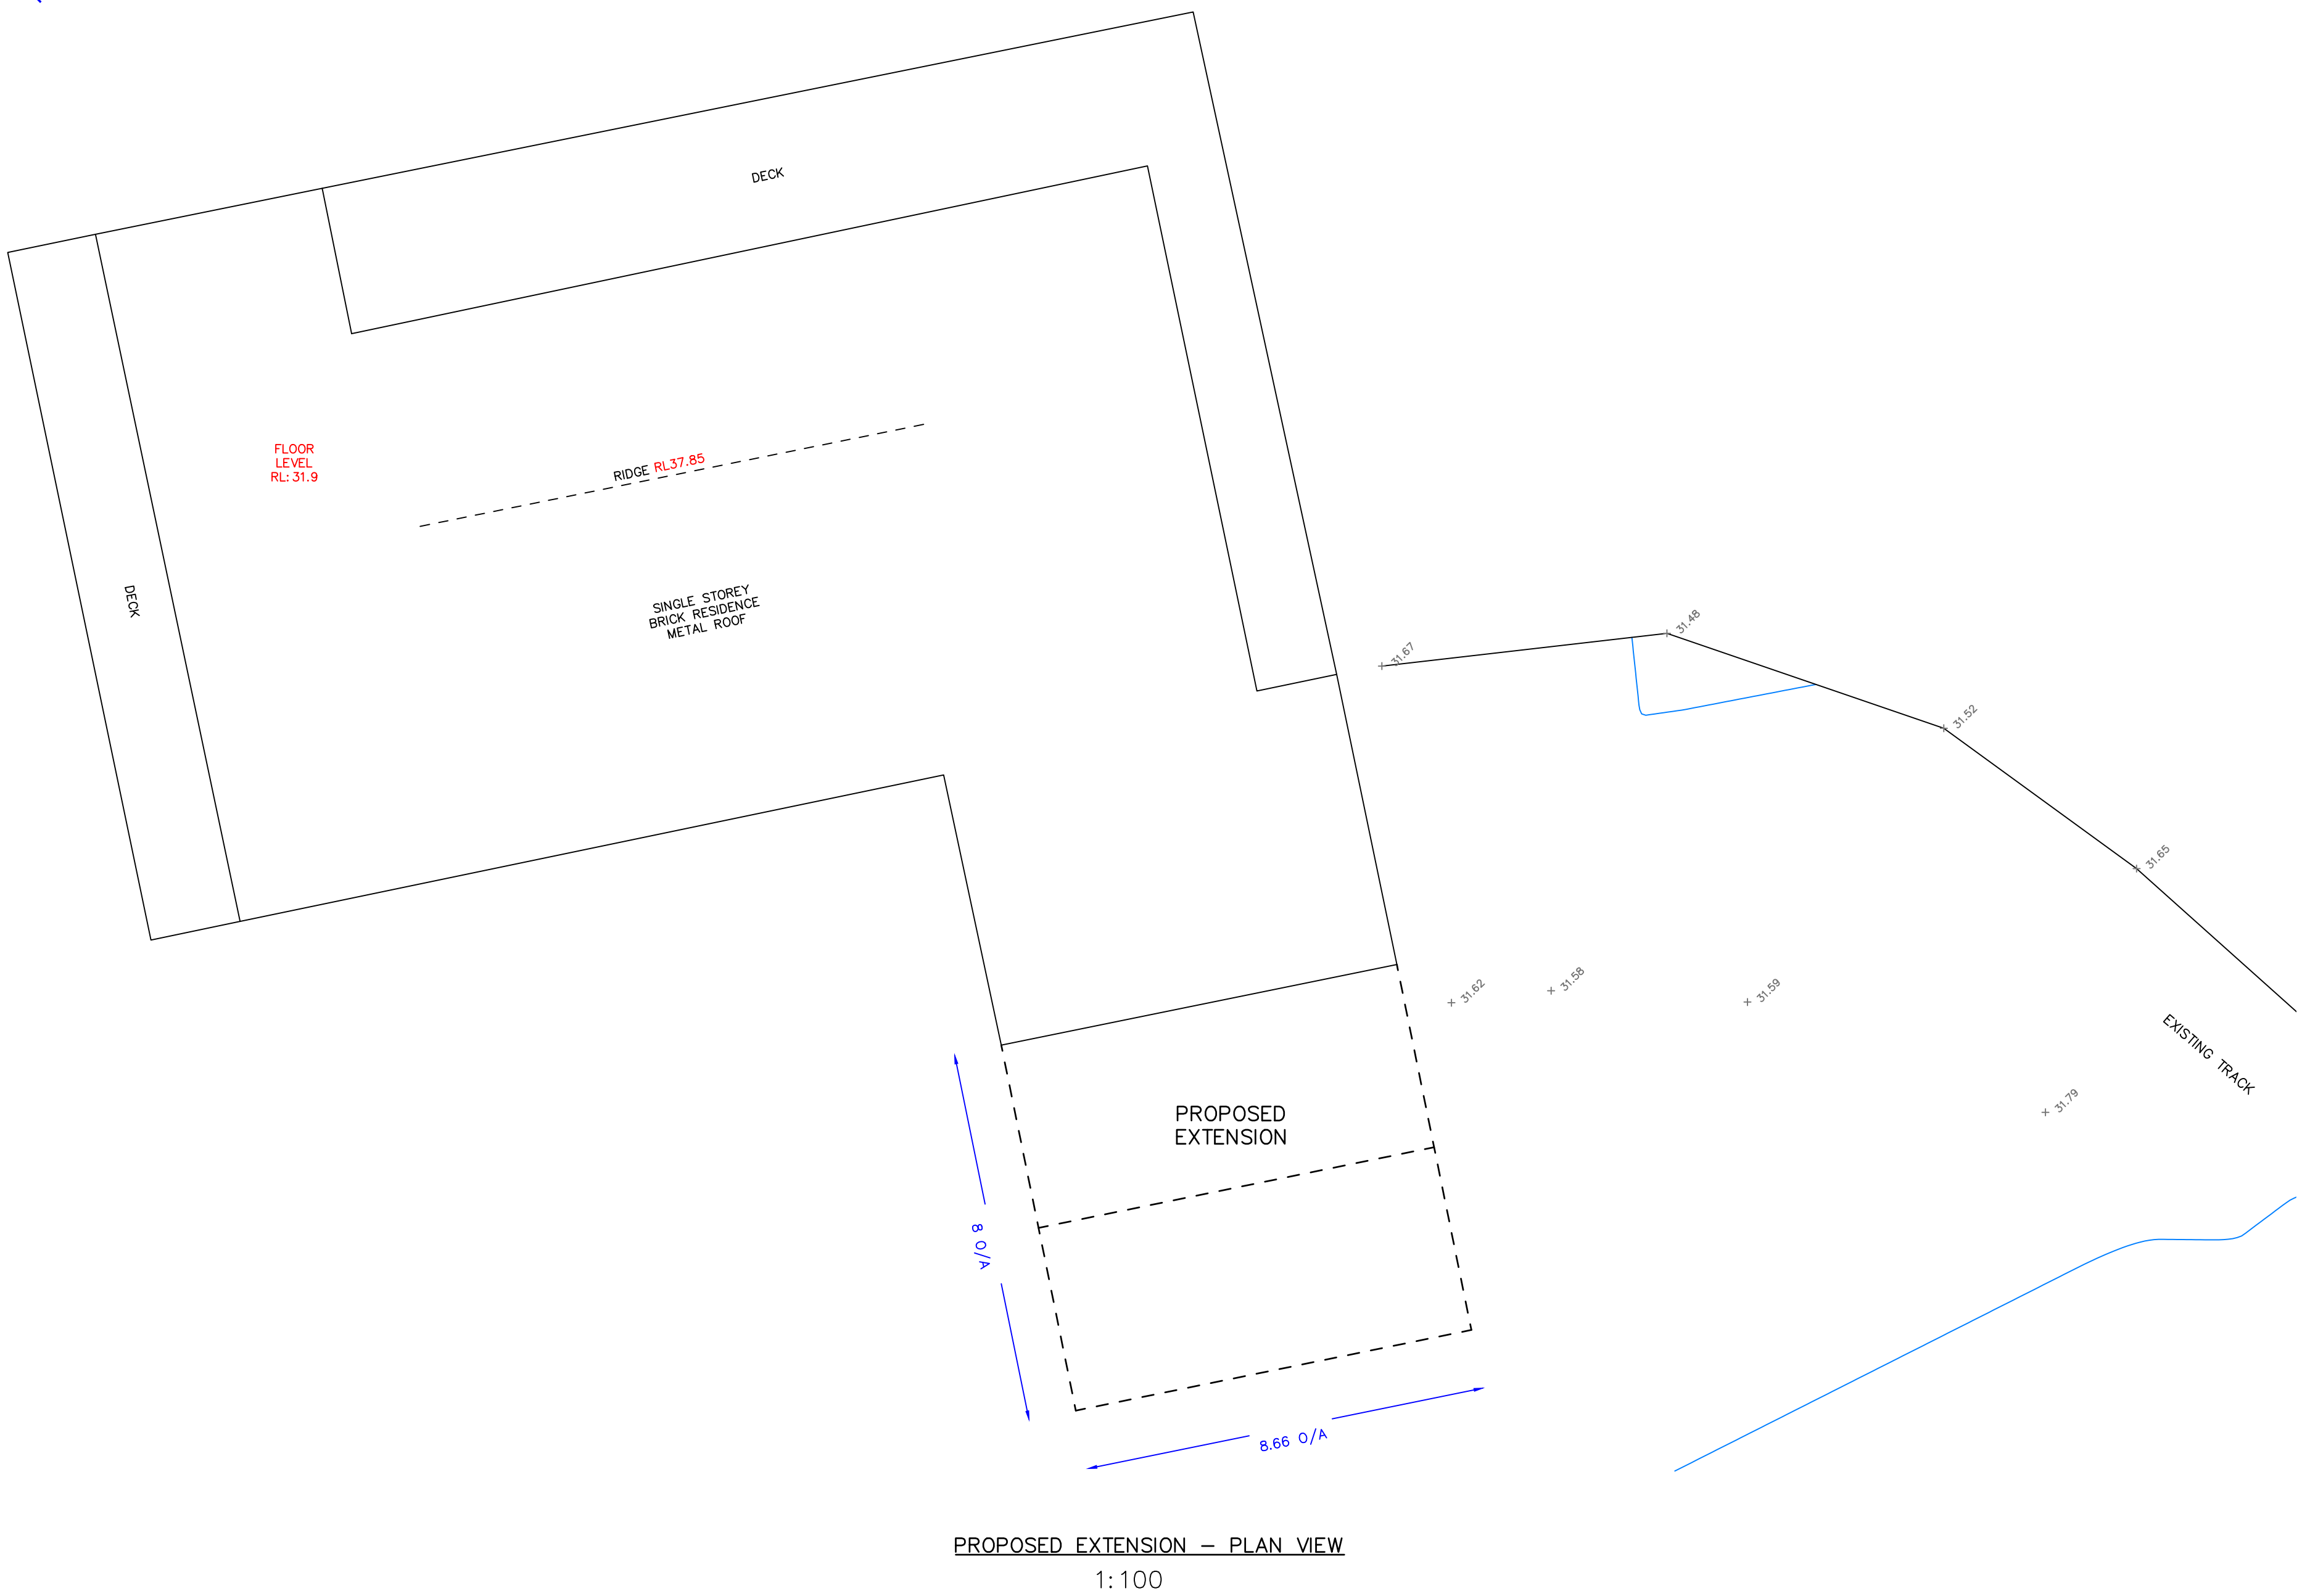 DECK
FLOOR
LEVEL
RL: 31.9
RIDGE RL37.85
DECK
SINGLE STOREY
BRICK RESIDENCE
METAL ROOF
31.67
31.48
31.52
31.65
31.62
31.58
31.59
EXISTING TRACK
31.79
PROPOSED
EXTENSION
8 O/A
8.66 O/A
PROPOSED EXTENSION – PLAN VIEW
1:100